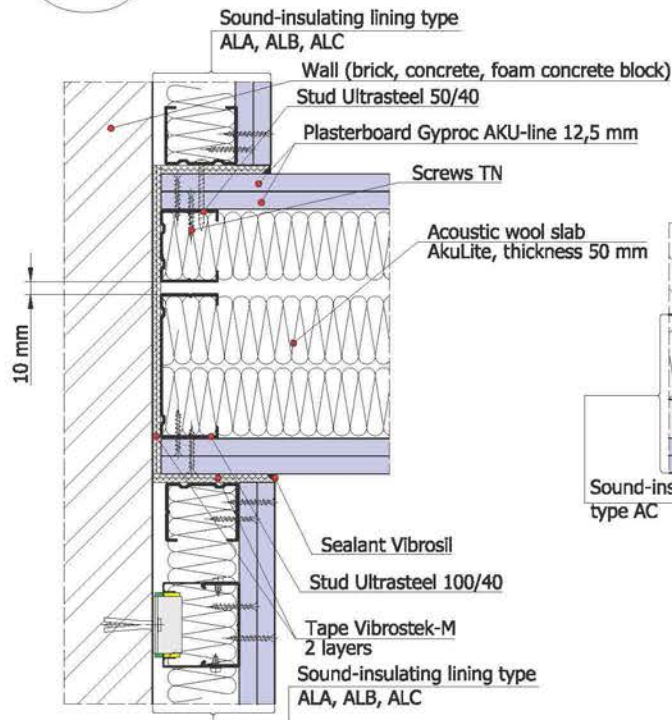 Sound-insulating lining type
ALA, ALB, ALC
Wall (brick, concrete, foam concrete block)
Stud Ultrasteel 50/40
Plasterboard Gyproc AKU-line 12,5 mm
Screws TN
Acoustic wool slab
AkuLite, thickness 50 mm
10 mm
Sound-ins
type AC
Sealant Vibrosil
Stud Ultrasteel 100/40
Tape Vibrostek-M
2 layers
Sound-insulating lining type
ALA, ALB, ALC